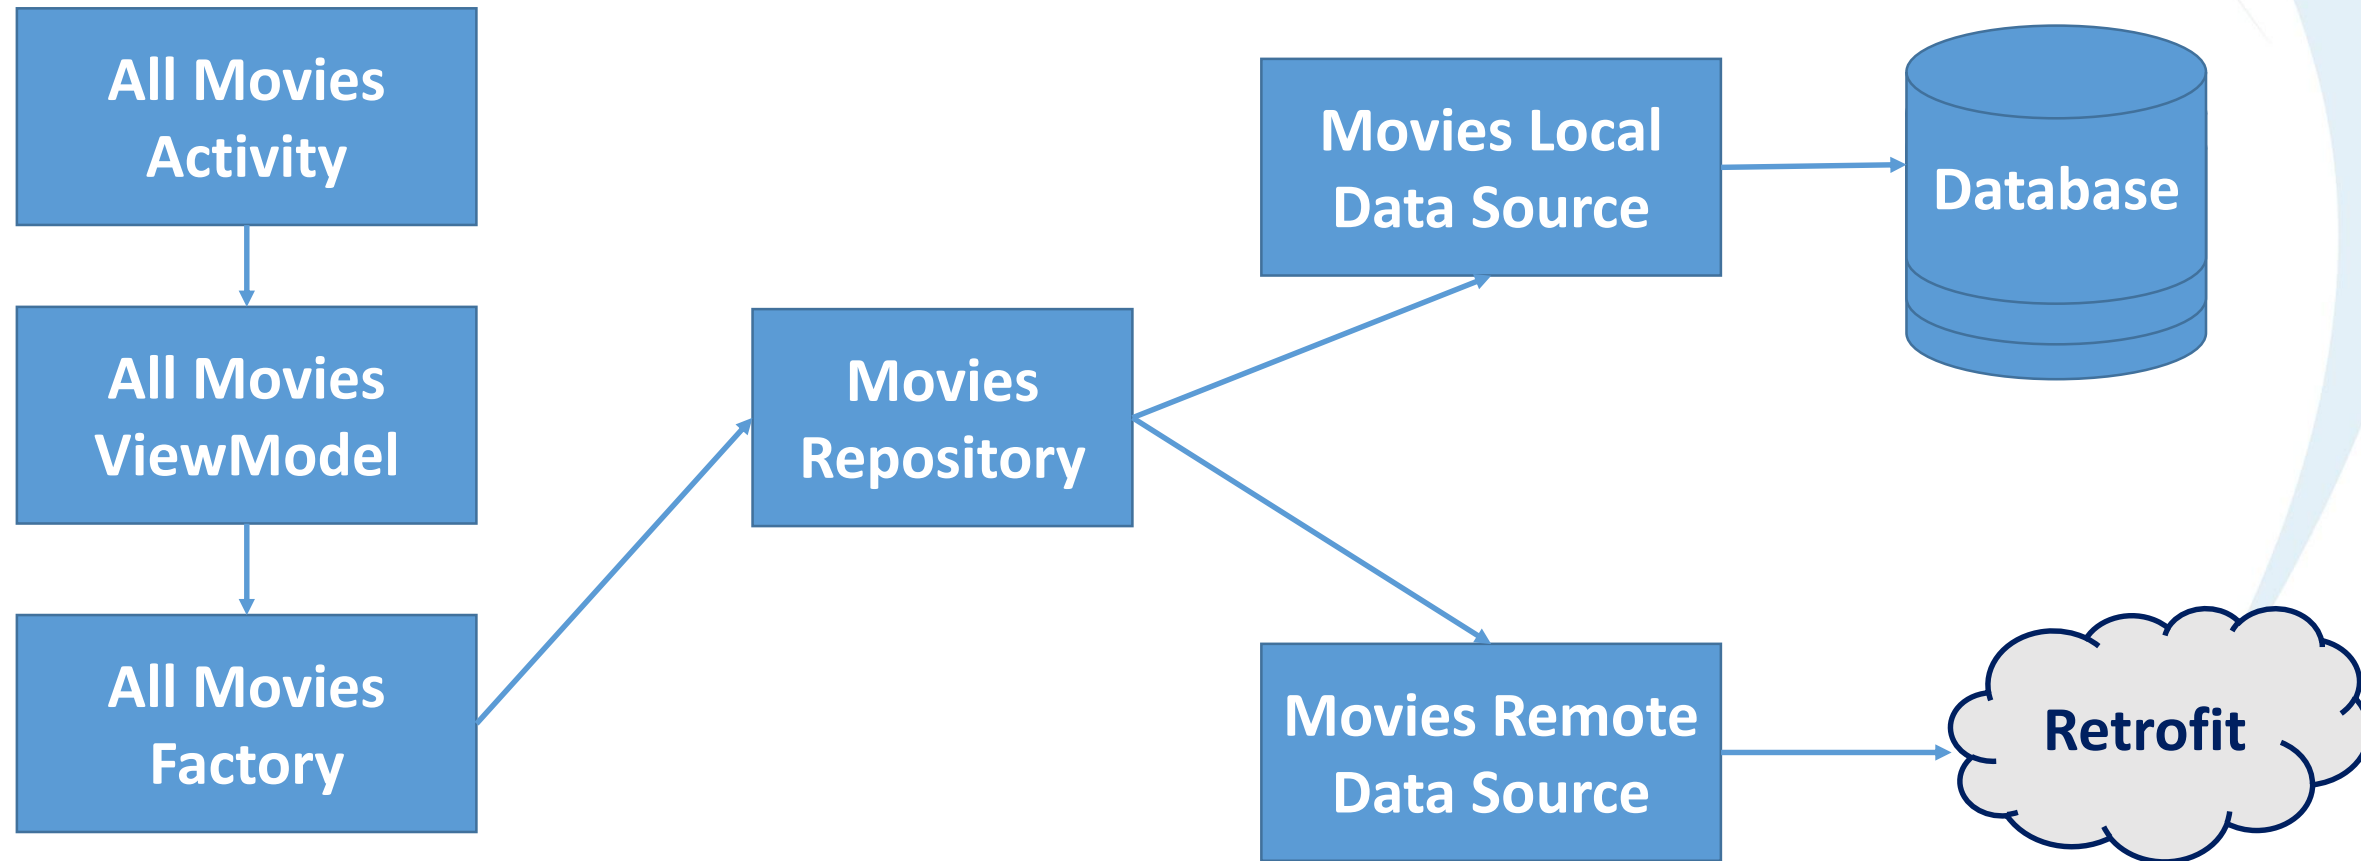 All Movies
Activity
All Movies
ViewModel
All Movies
Factory
Movies
Repository
Movies Local
Data Source
Movies Remote
Data Source
Database
Retrofit